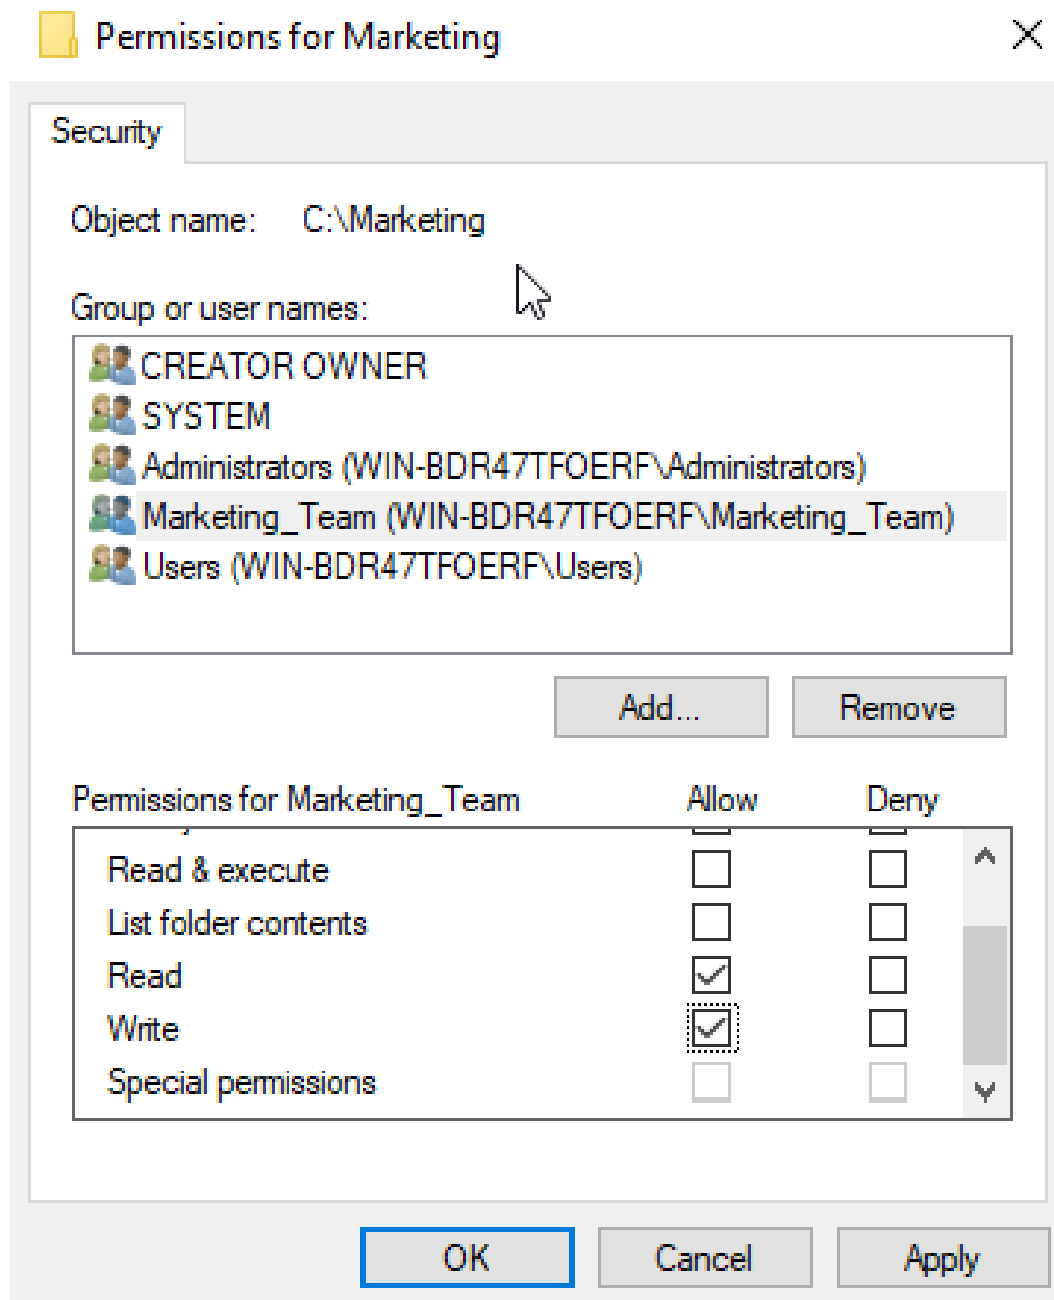 Permissions for Marketing
Security
Object name: C:\Marketing
Group or user names:
CREATOR OWNER
SYSTEM
Administrators (WIN-BDR47TFOERF\Administrators)
Marketing_Team (WIN-BDR47TFOERF\Marketing_Team)
Users (WIN-BDR47TFOERF\Users)
Add... Remove
Permissions for Marketing_Team Allow Deny
Read & execute
List folder contents
Read
Write
Special permissions
OK Cancel Apply